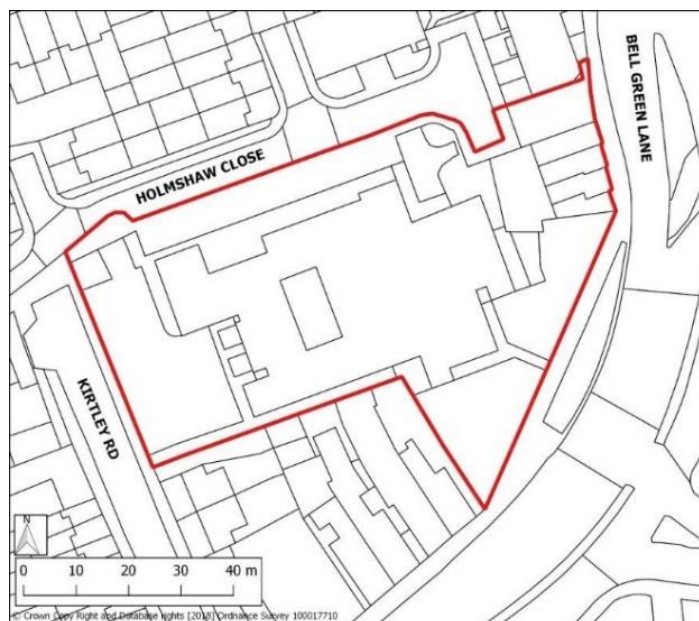 BELL GREEN LANE
HOLMSHAW CLOSE
KIRTLEY RD
N
0 10 20 30 40 m
© Crown Copy Right and Database rights [2018] Ordnance Survey 100017710